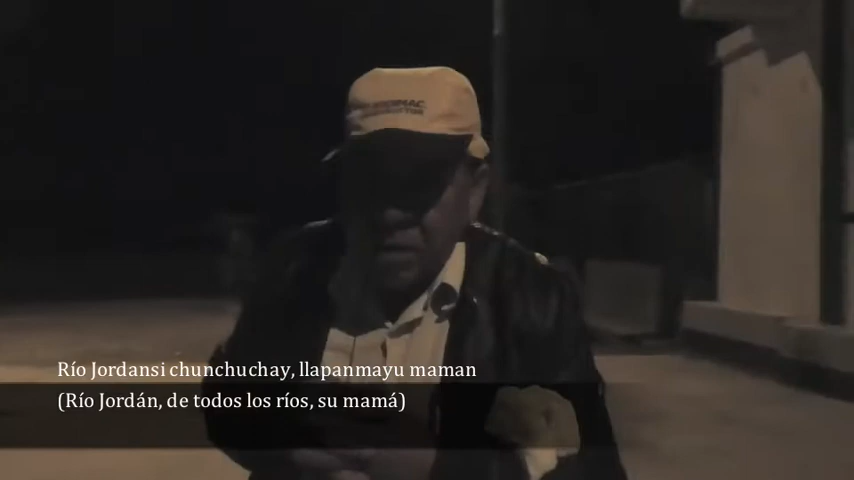 Río Jordansi chunchuchay, llapanmayu maman
(Río Jordán, de todos los ríos, su mamá)